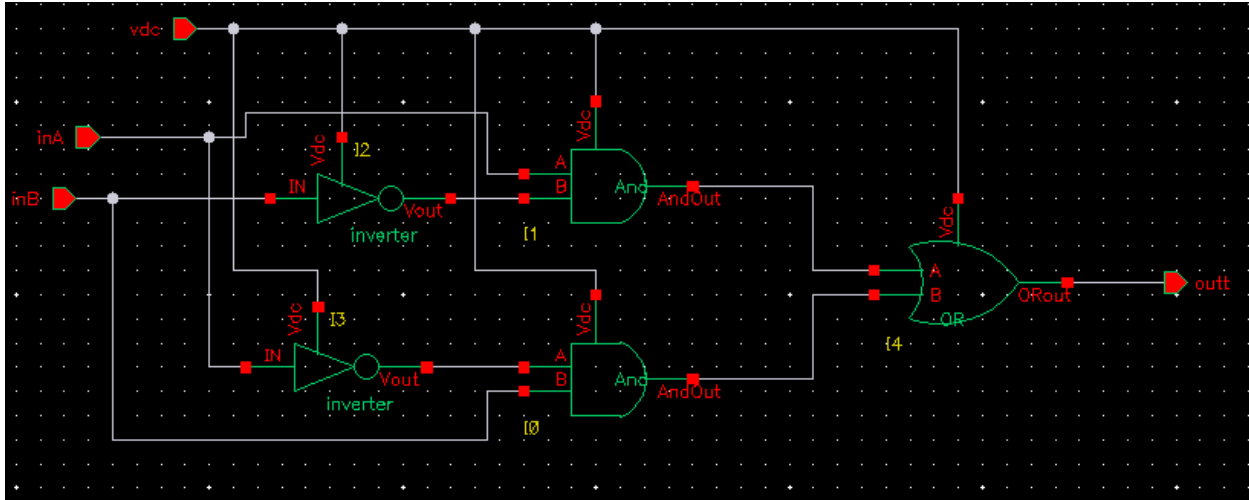 vdc
Vdc
I2
inA
Vdc
A
IN
B
And
AndOut
inB
Vout
inverter
I1
Vdc
A
B
ORout
outt
OR
I4
Vdc
I3
Vdc
IN
A
Vout
B
And
AndOut
inverter
I0